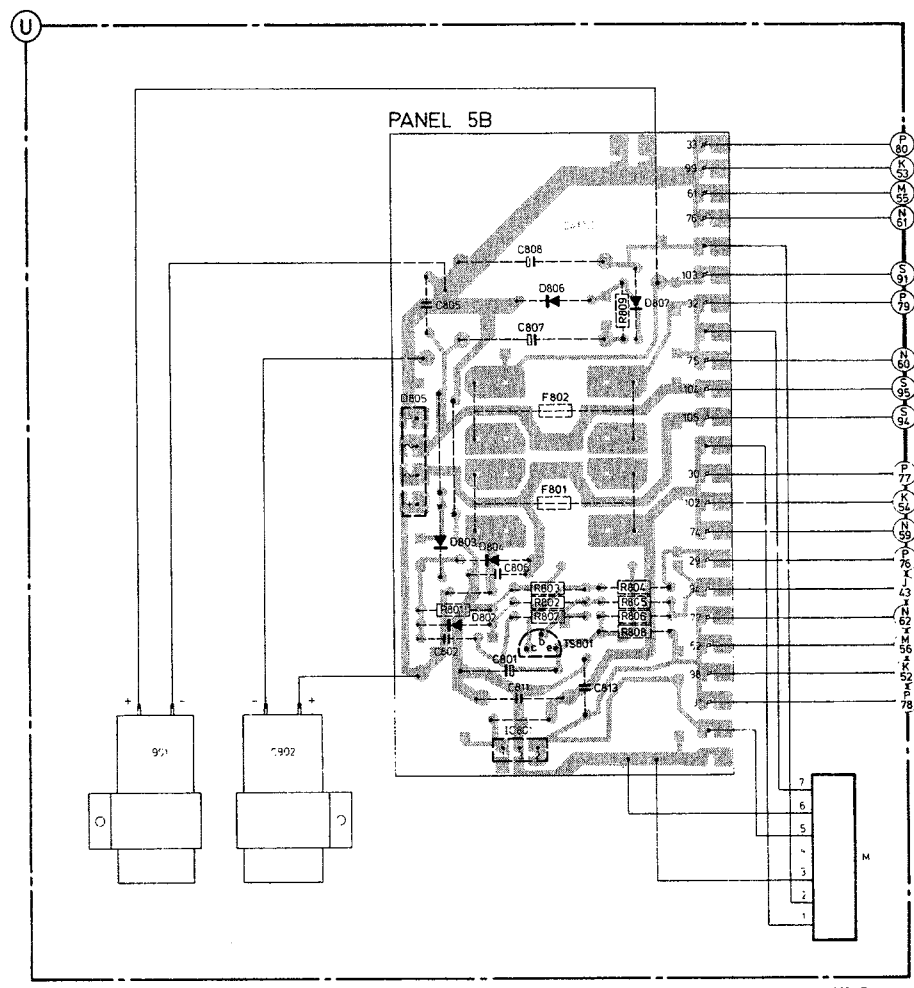 U
PANEL 5B
33
P
80
99
K
53
61
M
55
76
N
61
C808
103
S
91
D806
C805
R809
D807
32
P
79
C807
75
N
60
D805
104
S
95
F802
105
S
94
30
P
77
F801
102
K
54
74
N
59
D803
D804
29
P
76
C806
R803
R804
J
43
R801
R802
R805
D802
R807
R806
N
62
R808
C802
b
TS801
c
e
M
56
C801
98
K
52
C811
C813
P
78
+
-
-
+
901
C902
7
6
5
4
3
2
1
M